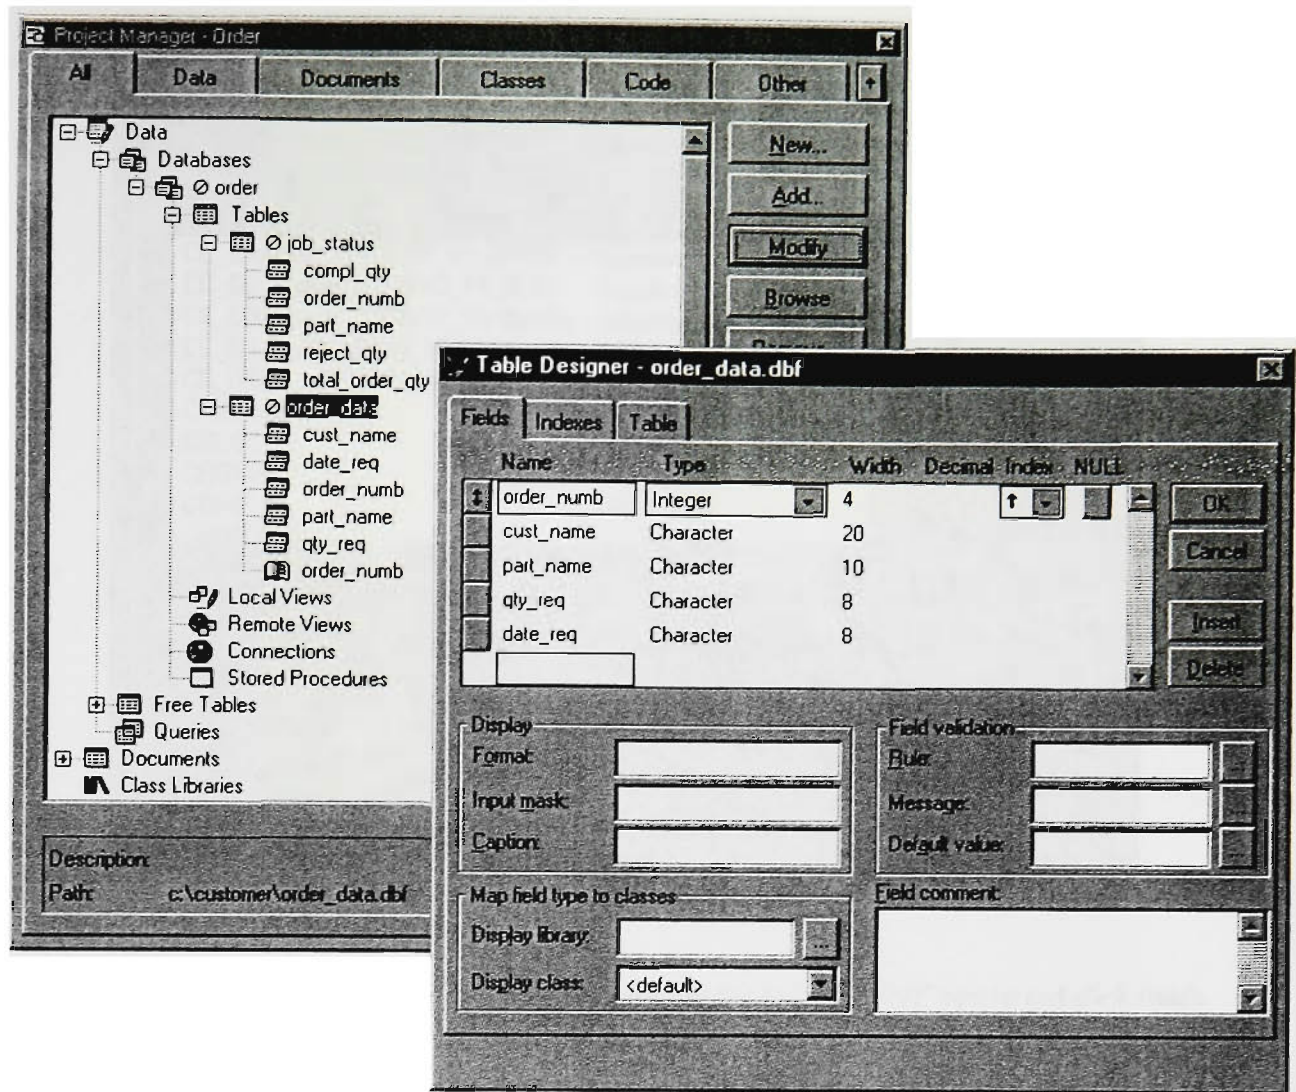 Project Manager - Order
All Data Documents Classes Code Other
Data
Databases
order
Tables
job_status
compl_qty
order_numb
part_name
reject_qty
total_order_qty
order_data
cust_name
date_req
order_numb
part_name
qty_req
order_numb
Local Views
Remote Views
Connections
Stored Procedures
Free Tables
Queries
Documents
Class Libraries
New...
Add...
Modify
Browse
Description:
Path: c:\customer\order_data.dbf
Table Designer - order_data.dbf
Fields Indexes Table
Name Type Width Decimal Index NULL
order_numb Integer 4
cust_name Character 20
part_name Character 10
qty_req Character 8
date_req Character 8
OK
Cancel
Insert
Delete
Display
Format:
Input mask:
Caption:
Field validation
Rule:
Message:
Default value:
Map field type to classes
Display library:
Display class: <default>
Field comment: